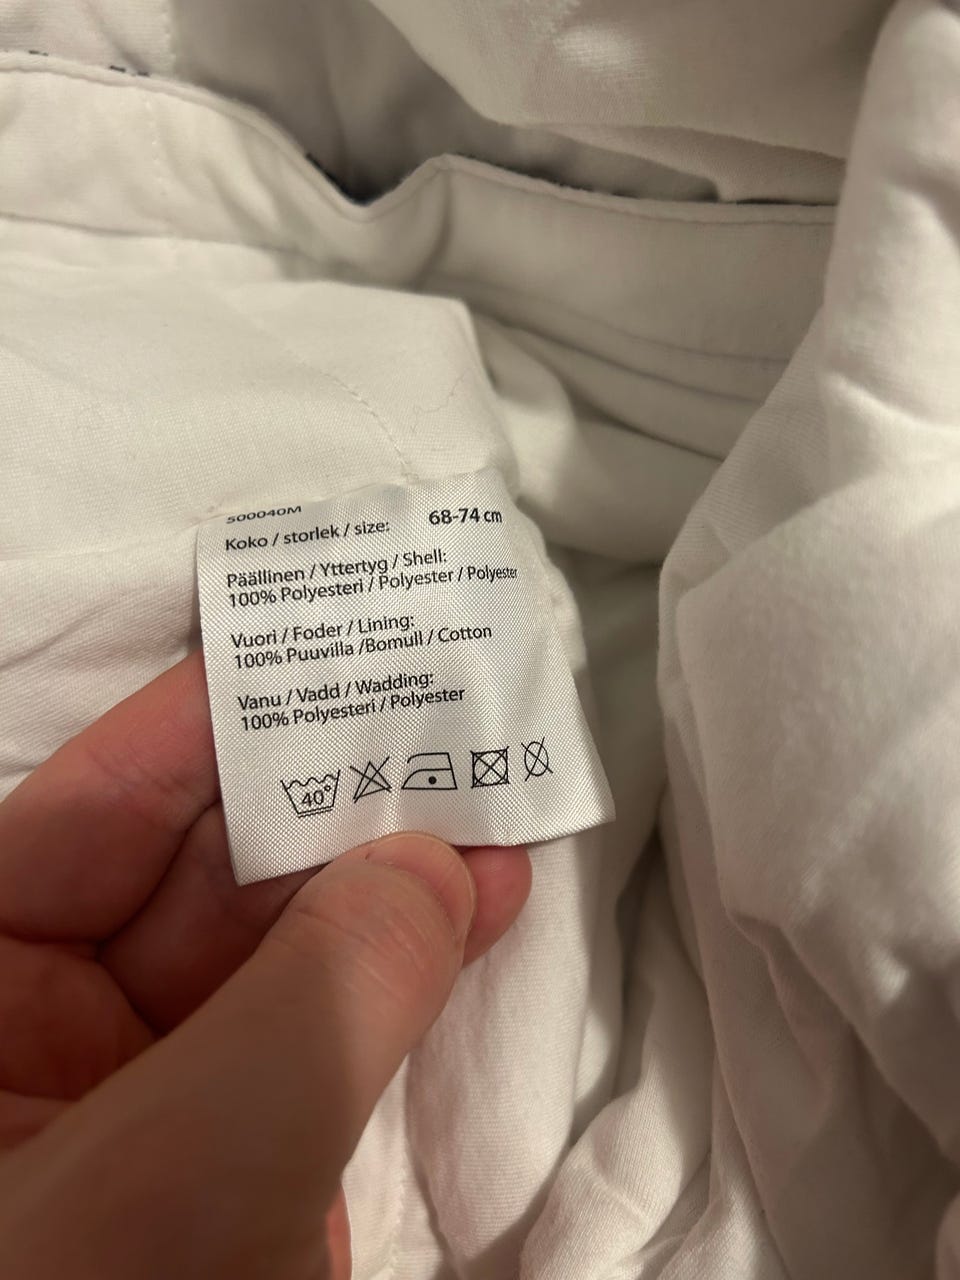 500040M
Koko / storlek / size: 68-74 cm
Päällinen / Yttertyg / Shell:
100% Polyesteri / Polyester / Polyester
Vuori / Foder / Lining:
100% Puuvilla /Bomull / Cotton
Vanu / Vadd / Wadding:
100% Polyesteri / Polyester
40°